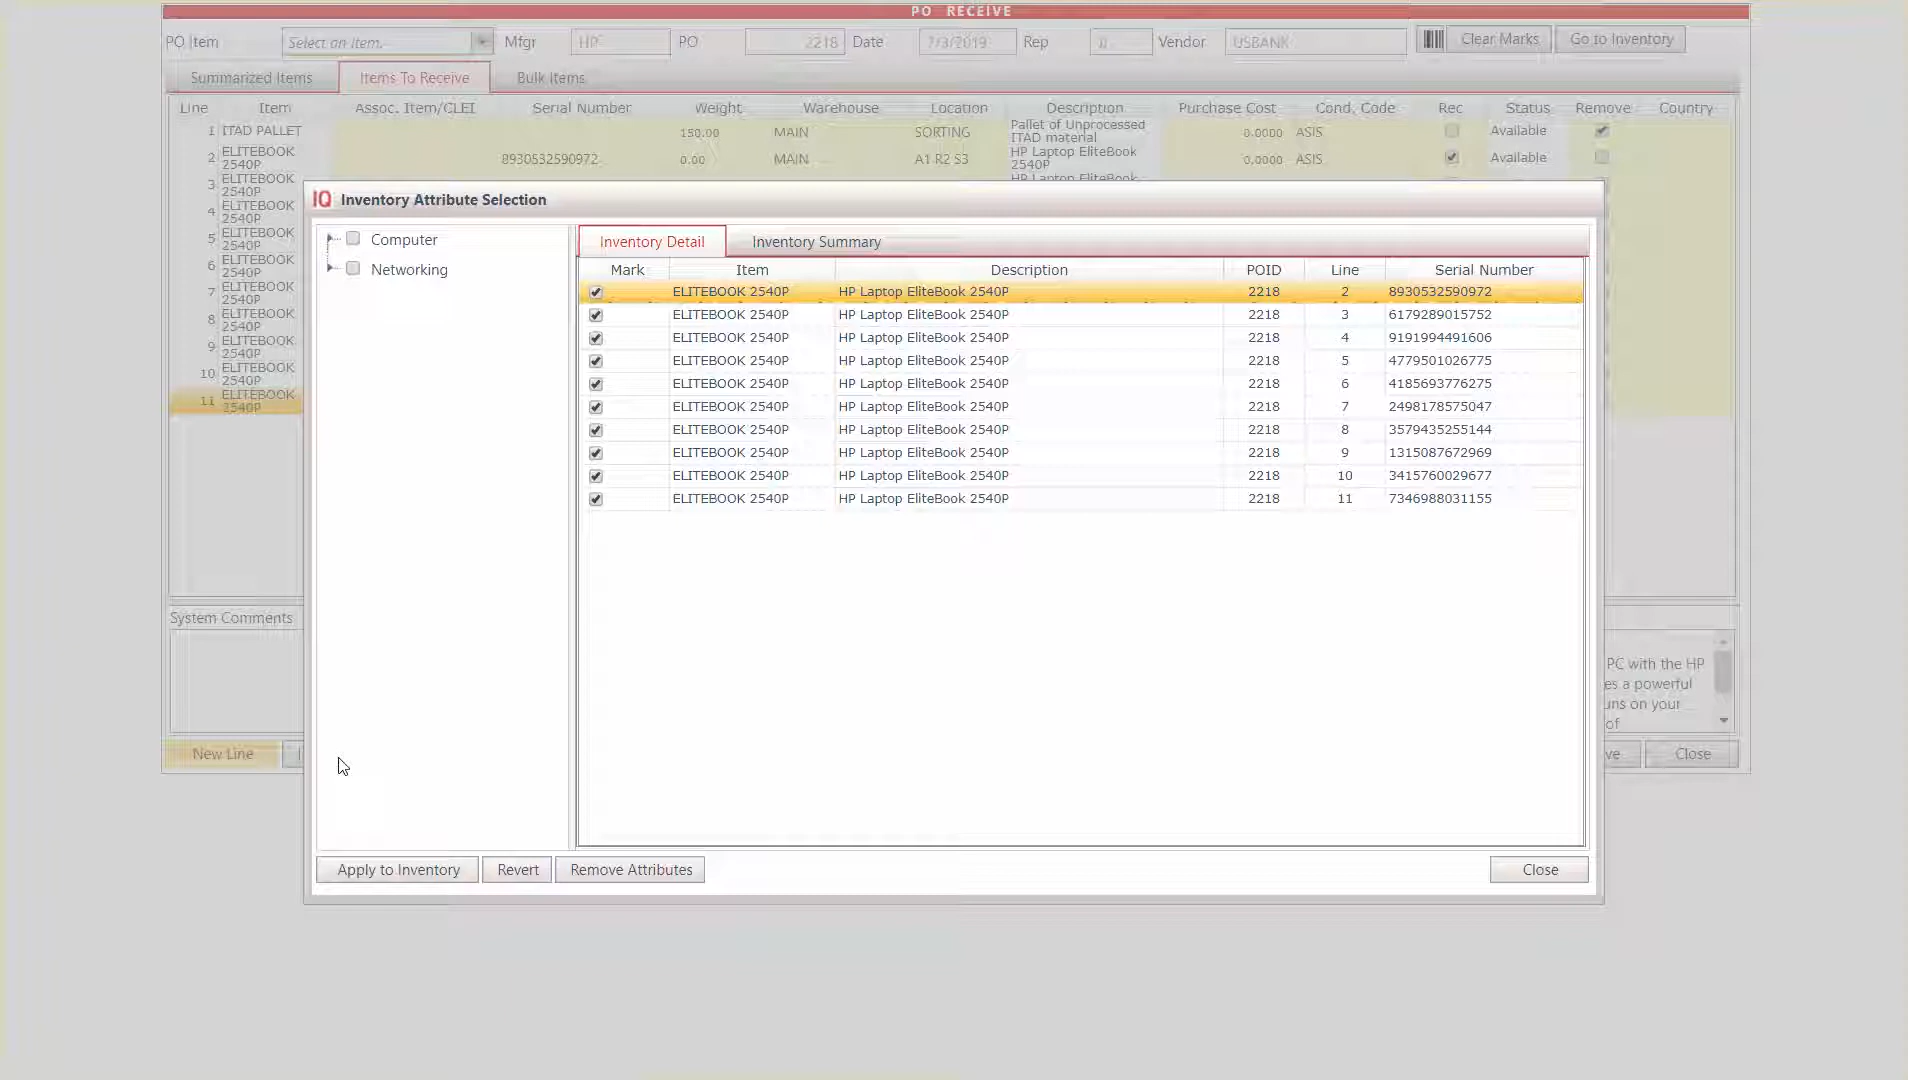 PO RECEIVE
PO Item Select an item. Mfgr HP PO 2218 Date 7/3/2019 Rep Vendor USBANK Clear Marks Go to Inventory
Summarized Items Items To Receive Bulk Items
Line Item Assoc. Item/CLEI Serial Number Weight Warehouse Location Description Purchase Cost Cond. Code Rec Status Remove Country
1 ITAD PALLET 150.00 MAIN SORTING Pallet of Unprocessed ITAD material 0.0000 ASIS Available
2 ELITEBOOK 2540P 8930532590972 0.00 MAIN A1 R2 S3 HP Laptop EliteBook 2540P 0.0000 ASIS Available
3 ELITEBOOK 2540P HP Laptop EliteBook
4 ELITEBOOK 2540P
5 ELITEBOOK 2540P
6 ELITEBOOK 2540P
7 ELITEBOOK 2540P
8 ELITEBOOK 2540P
9 ELITEBOOK 2540P
10 ELITEBOOK 2540P
11 ELITEBOOK 2540P
IQ Inventory Attribute Selection
Computer
Networking
Inventory Detail Inventory Summary
Mark Item Description POID Line Serial Number
ELITEBOOK 2540P HP Laptop EliteBook 2540P 2218 2 8930532590972
ELITEBOOK 2540P HP Laptop EliteBook 2540P 2218 3 6179289015752
ELITEBOOK 2540P HP Laptop EliteBook 2540P 2218 4 9191994491606
ELITEBOOK 2540P HP Laptop EliteBook 2540P 2218 5 4779501026775
ELITEBOOK 2540P HP Laptop EliteBook 2540P 2218 6 4185693776275
ELITEBOOK 2540P HP Laptop EliteBook 2540P 2218 7 2498178575047
ELITEBOOK 2540P HP Laptop EliteBook 2540P 2218 8 3579435255144
ELITEBOOK 2540P HP Laptop EliteBook 2540P 2218 9 1315087672969
ELITEBOOK 2540P HP Laptop EliteBook 2540P 2218 10 3415760029677
ELITEBOOK 2540P HP Laptop EliteBook 2540P 2218 11 7346988031155
Apply to Inventory Revert Remove Attributes Close
System Comments
PC with the HP
es a powerful
uns on your
of
New Line ve Close